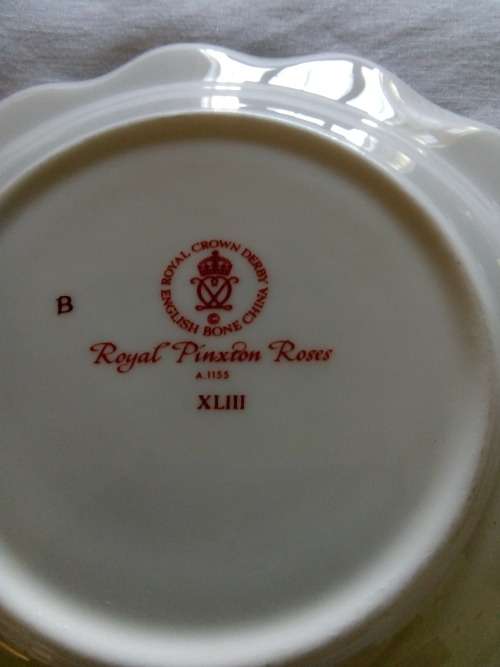 ROYAL CROWN DERBY
ENGLISH BONE CHINA
©
B
Royal Pinxton Roses
A.1155
XLIII